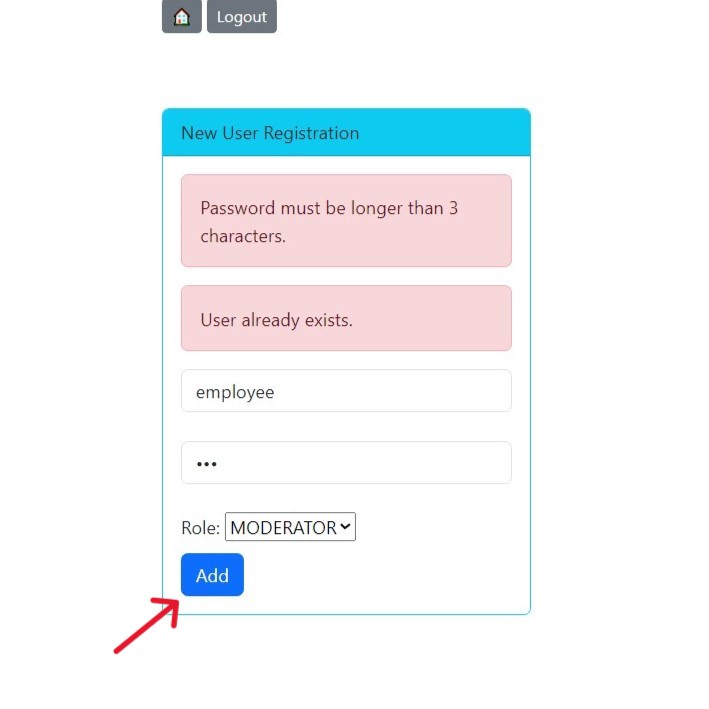 Logout
New User Registration
Password must be longer than 3
characters.
User already exists.
employee
•••
Role: MODERATOR
Add